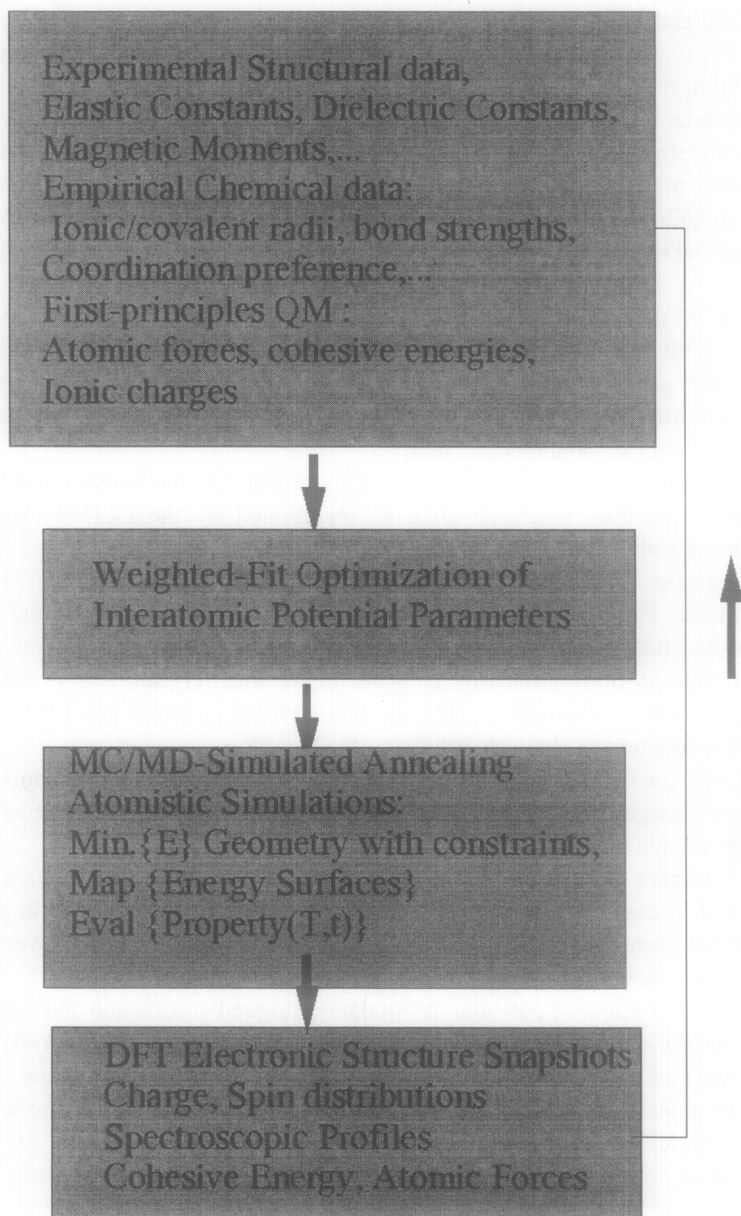 Experimental Structural data,
Elastic Constants, Dielectric Constants,
Magnetic Moments,...
Empirical Chemical data:
Ionic/covalent radii, bond strengths,
Coordination preference,...
First-principles QM :
Atomic forces, cohesive energies,
Ionic charges
Weighted-Fit Optimization of
Interatomic Potential Parameters
MC/MD-Simulated Annealing
Atomistic Simulations:
Min.{E} Geometry with constraints,
Map {Energy Surfaces}
Eval {Property(T,t)}
DFT Electronic Structure Snapshots
Charge, Spin distributions
Spectroscopic Profiles
Cohesive Energy, Atomic Forces